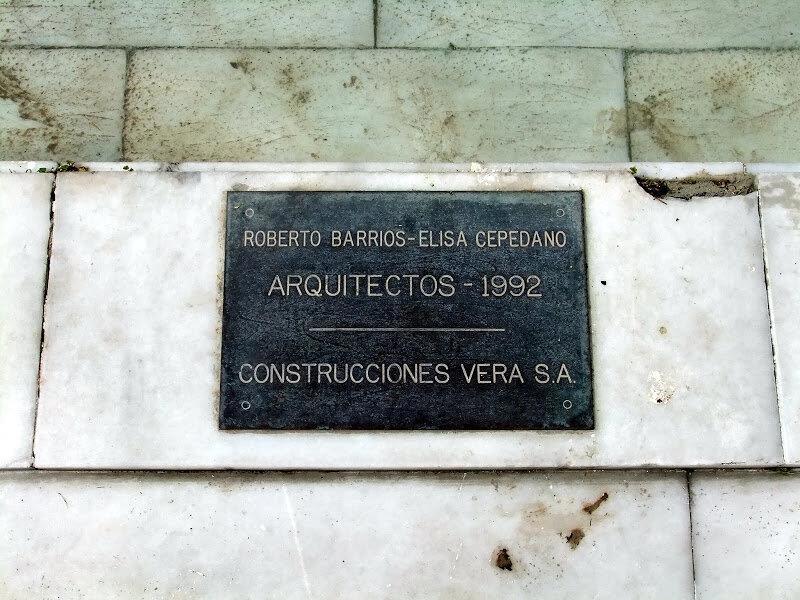 ROBERTO BARRIOS-ELISA CEPEDANO
ARQUITECTOS - 1992
CONSTRUCCIONES VERA S.A.